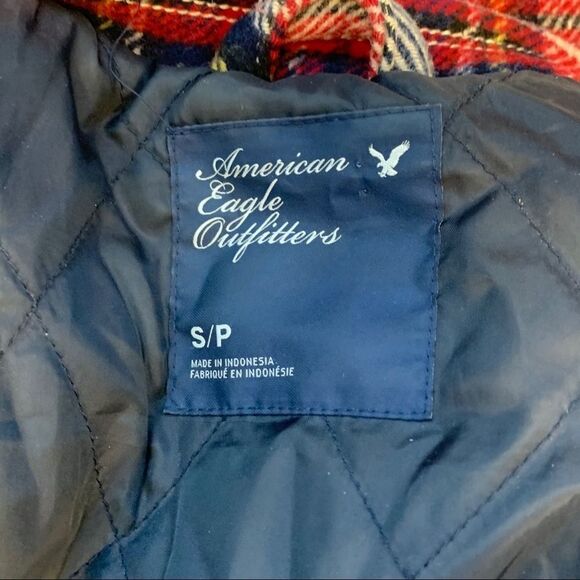 American
Eagle
Outfitters
S/P
MADE IN INDONESIA
FABRIQUÉ EN INDONÉSIE